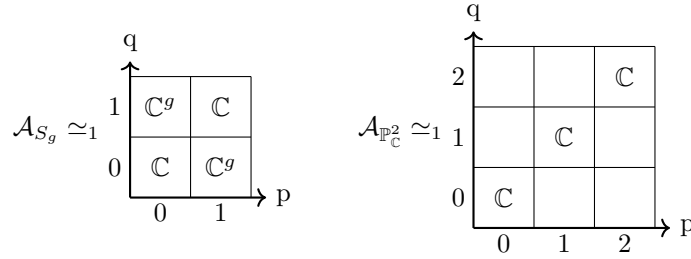 q
1 ℂ^g ℂ
𝒜_{S_g} ≃₁
0 ℂ ℂ^g
p
0 1
q
2 ℂ
𝒜_{ℙ²_ℂ} ≃₁ 1 ℂ
0 ℂ
p
0 1 2